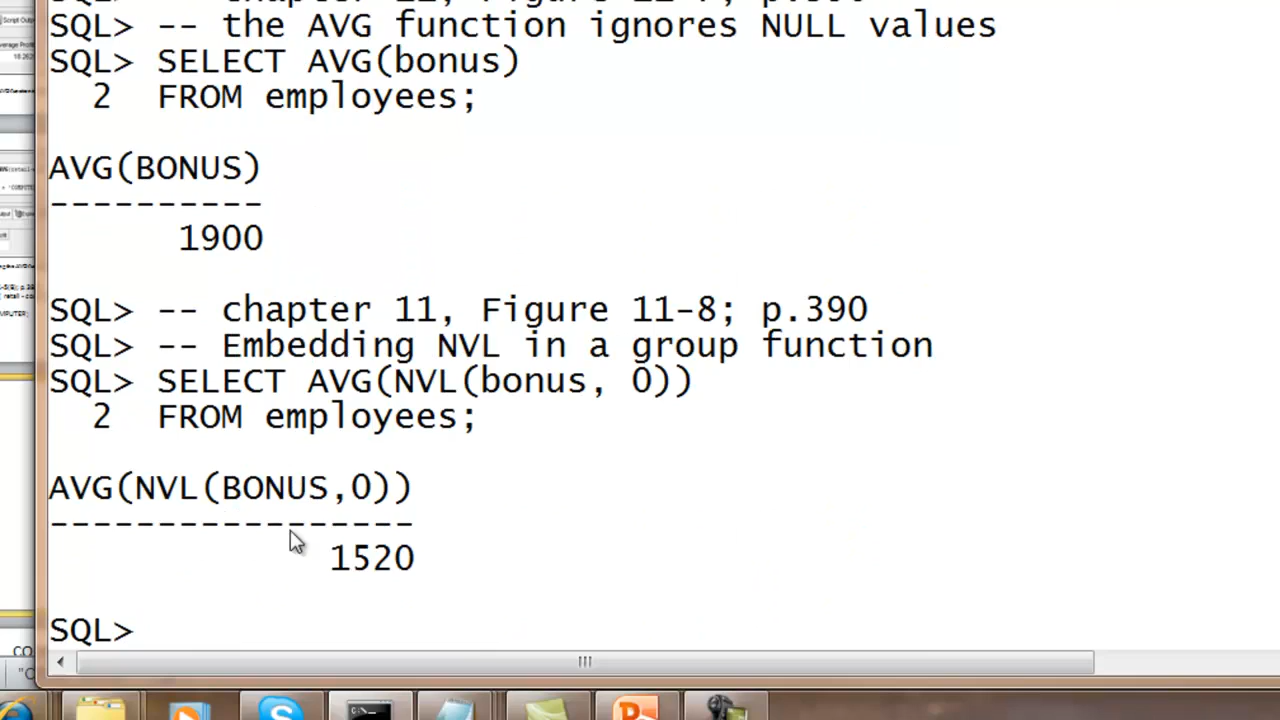 SQL> -- the AVG function ignores NULL values
SQL> SELECT AVG(bonus)
2 FROM employees;
AVG(BONUS)
----------
1900
SQL> -- chapter 11, Figure 11-8; p.390
SQL> -- Embedding NVL in a group function
SQL> SELECT AVG(NVL(bonus, 0))
2 FROM employees;
AVG(NVL(BONUS,0))
-----------------
1520
SQL>